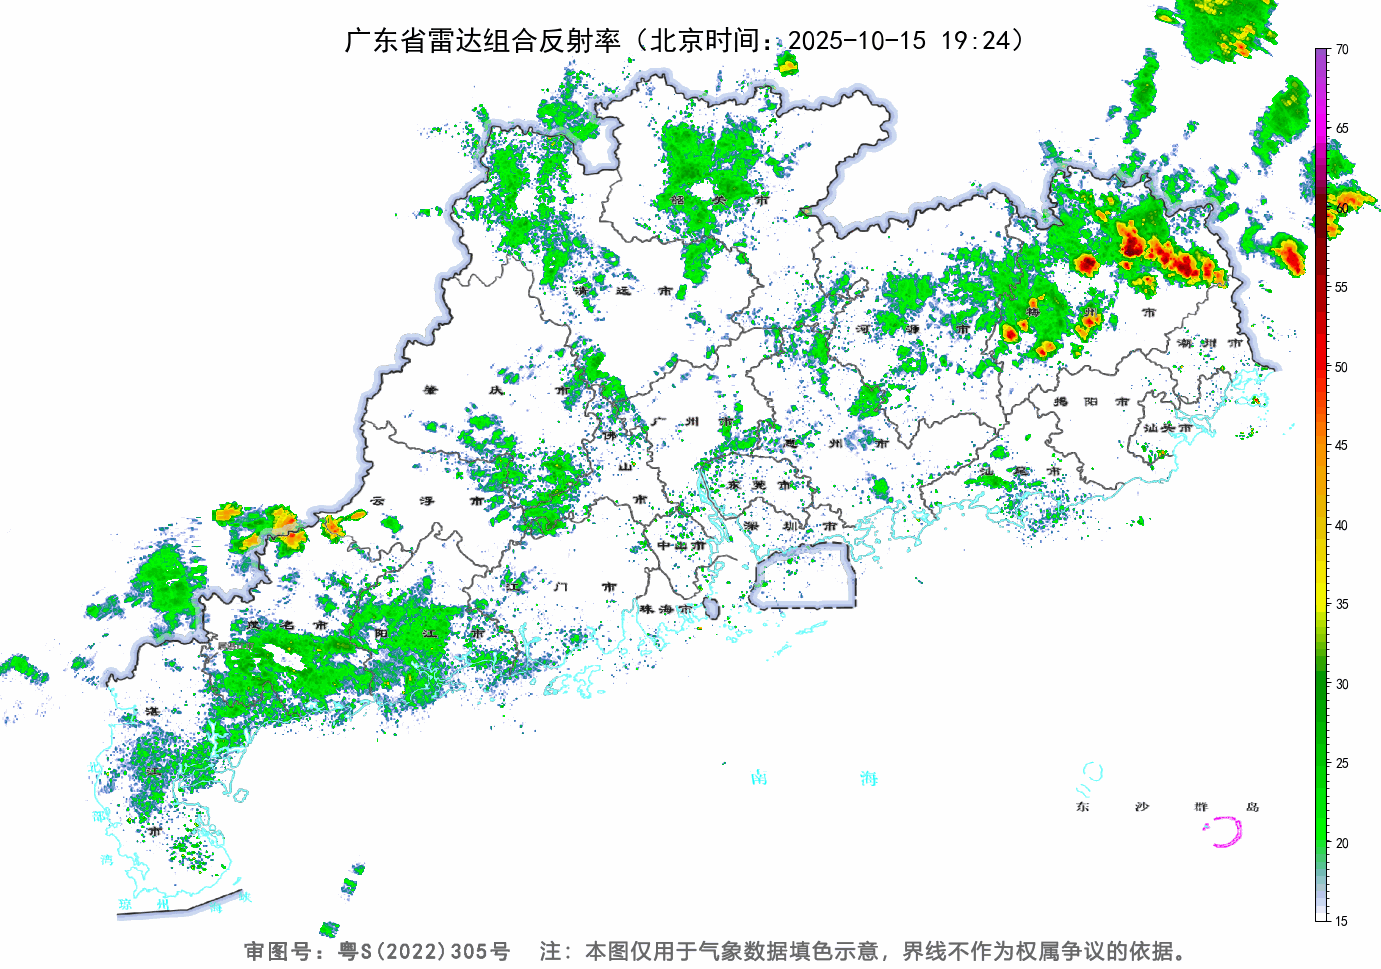 广东省雷达组合反射率（北京时间：2025-10-15 19:24）
70
65
60
55
50
45
40
35
30
25
20
15
韶 关 市
清 远 市
河 源 市
梅 州 市
潮 州 市
肇 庆 市
广 州 市
惠 州 市
揭 阳 市
汕头市
佛 山 市
云 浮 市
东 莞 市
汕 尾 市
深 圳 市
中山市
江 门 市
珠海市
茂 名 市
阳 江 市
湛 江 市
南 海
东 沙 群 岛
北 部 湾
琼 州 海 峡
审图号：粤S(2022)305号 注：本图仅用于气象数据填色示意，界线不作为权属争议的依据。